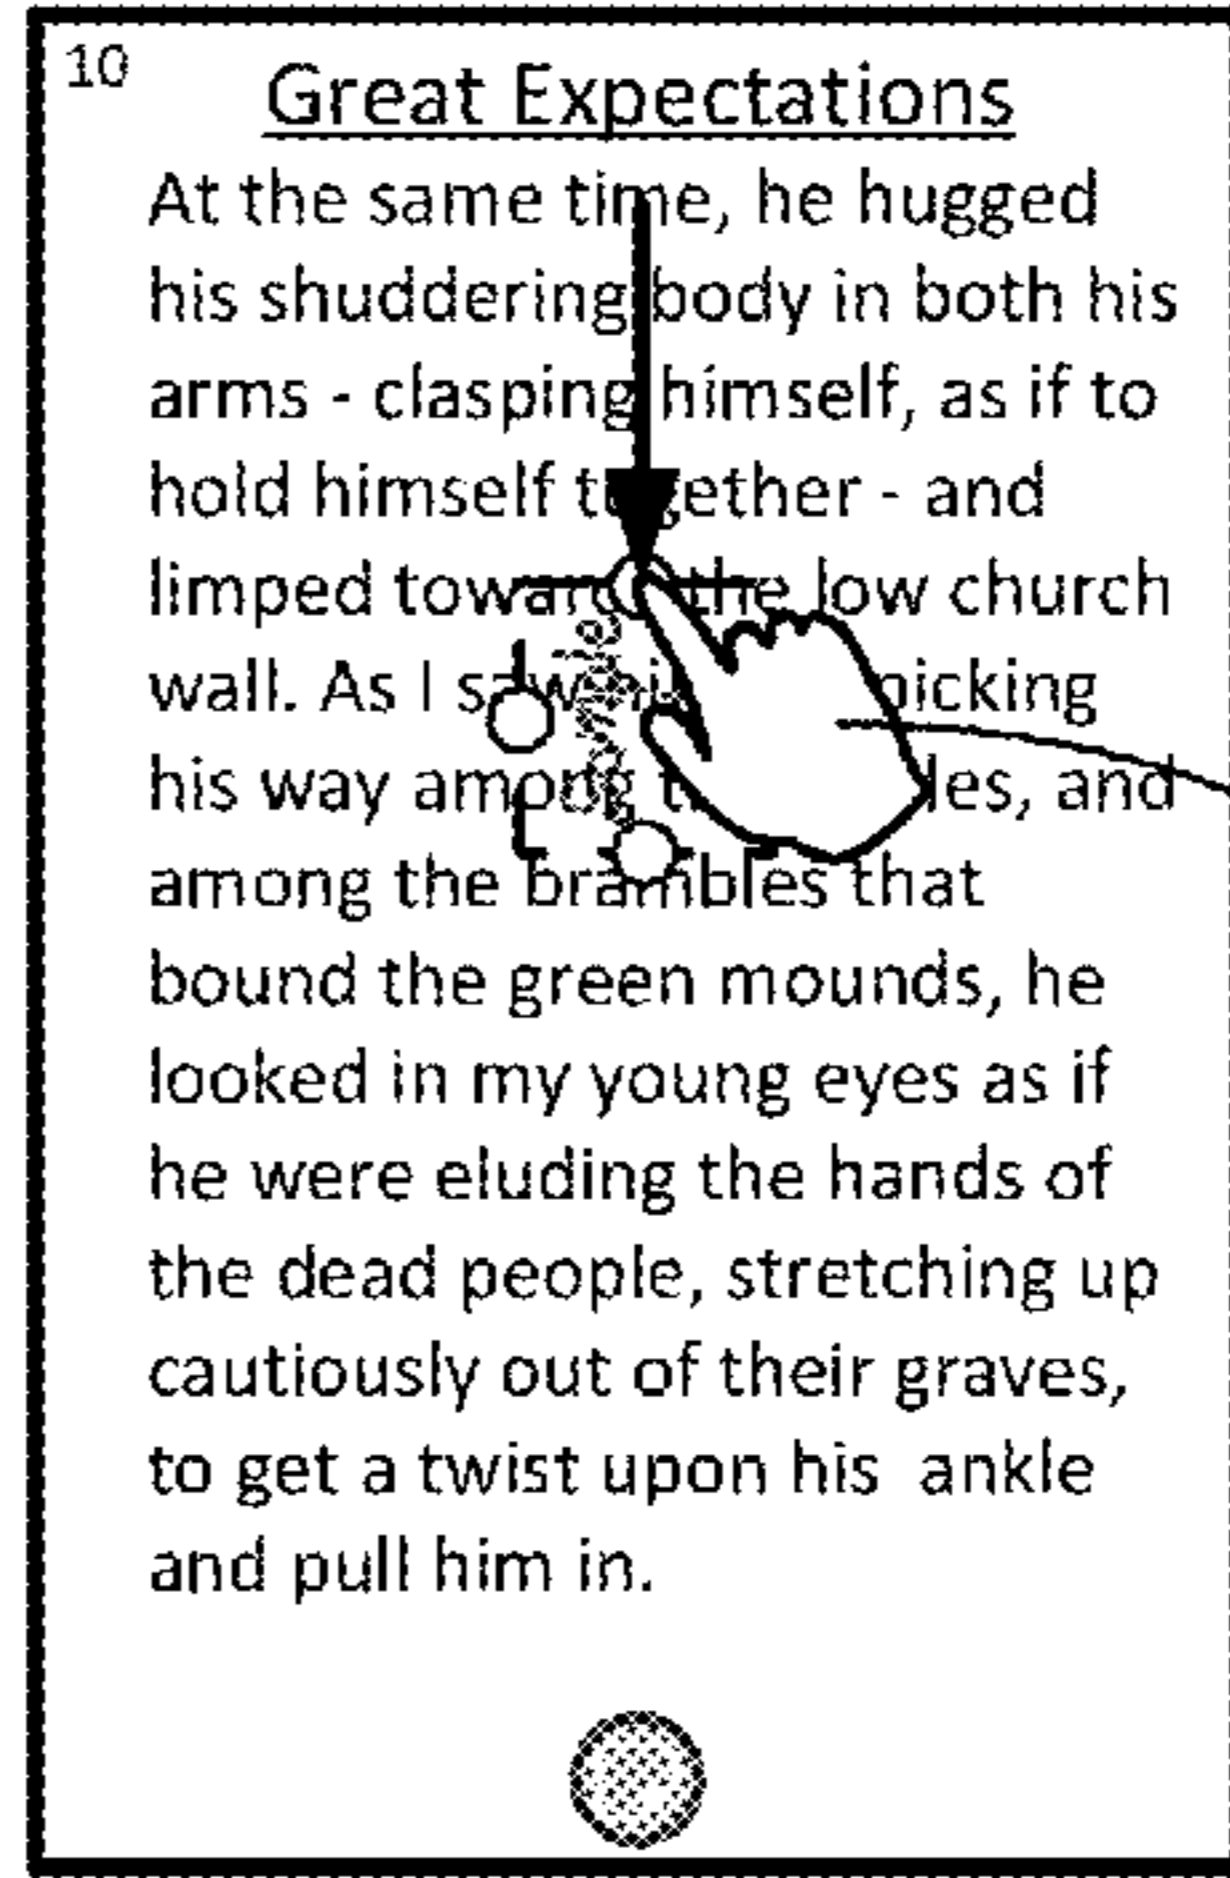 10
Great Expectations
At the same time, he hugged
his shuddering body in both his
arms - clasping himself, as if to
hold himself together - and
limped toward the low church
wall. As I saw picking
his way among and
among the brambles that
bound the green mounds, he
looked in my young eyes as if
he were eluding the hands of
the dead people, stretching up
cautiously out of their graves,
to get a twist upon his ankle
and pull him in.